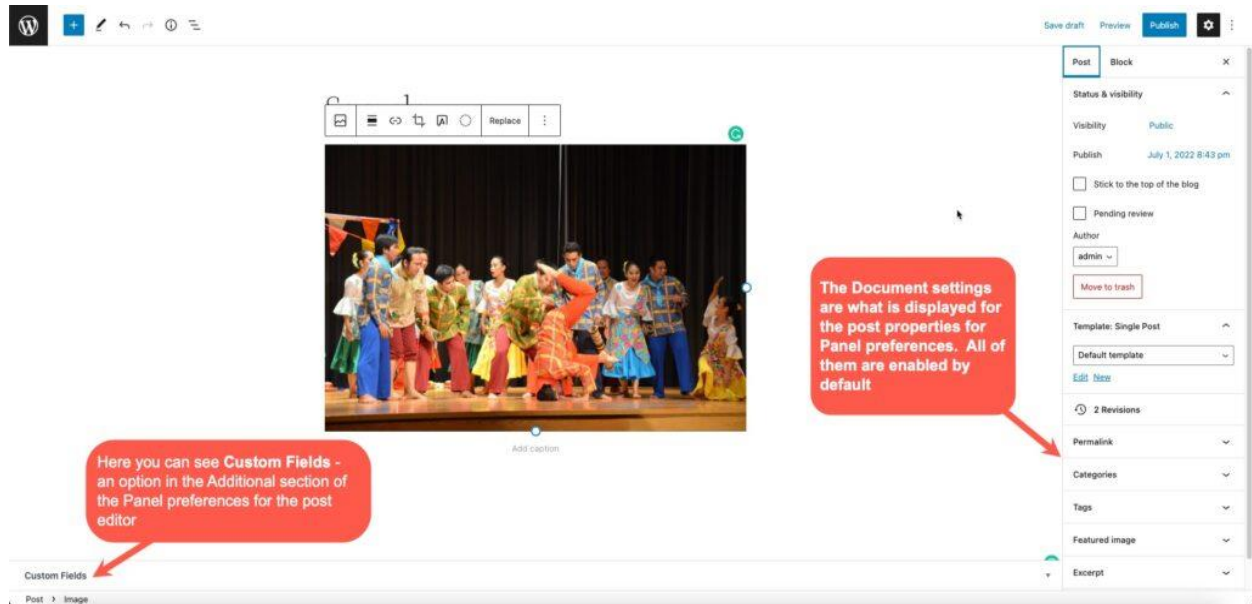 Save draft Preview Publish
Post Block
Status & visibility
Visibility Public
Publish July 1, 2022 8:43 pm
Stick to the top of the blog
Pending review
Author
admin
Move to trash
Replace
The Document settings
are what is displayed for
the post properties for
Panel preferences. All of
them are enabled by
default
Template: Single Post
Default template
Edit New
2 Revisions
Permalink
Categories
Tags
Featured image
Excerpt
Add caption
Here you can see Custom Fields -
an option in the Additional section of
the Panel preferences for the post
editor
Custom Fields
Post > Image